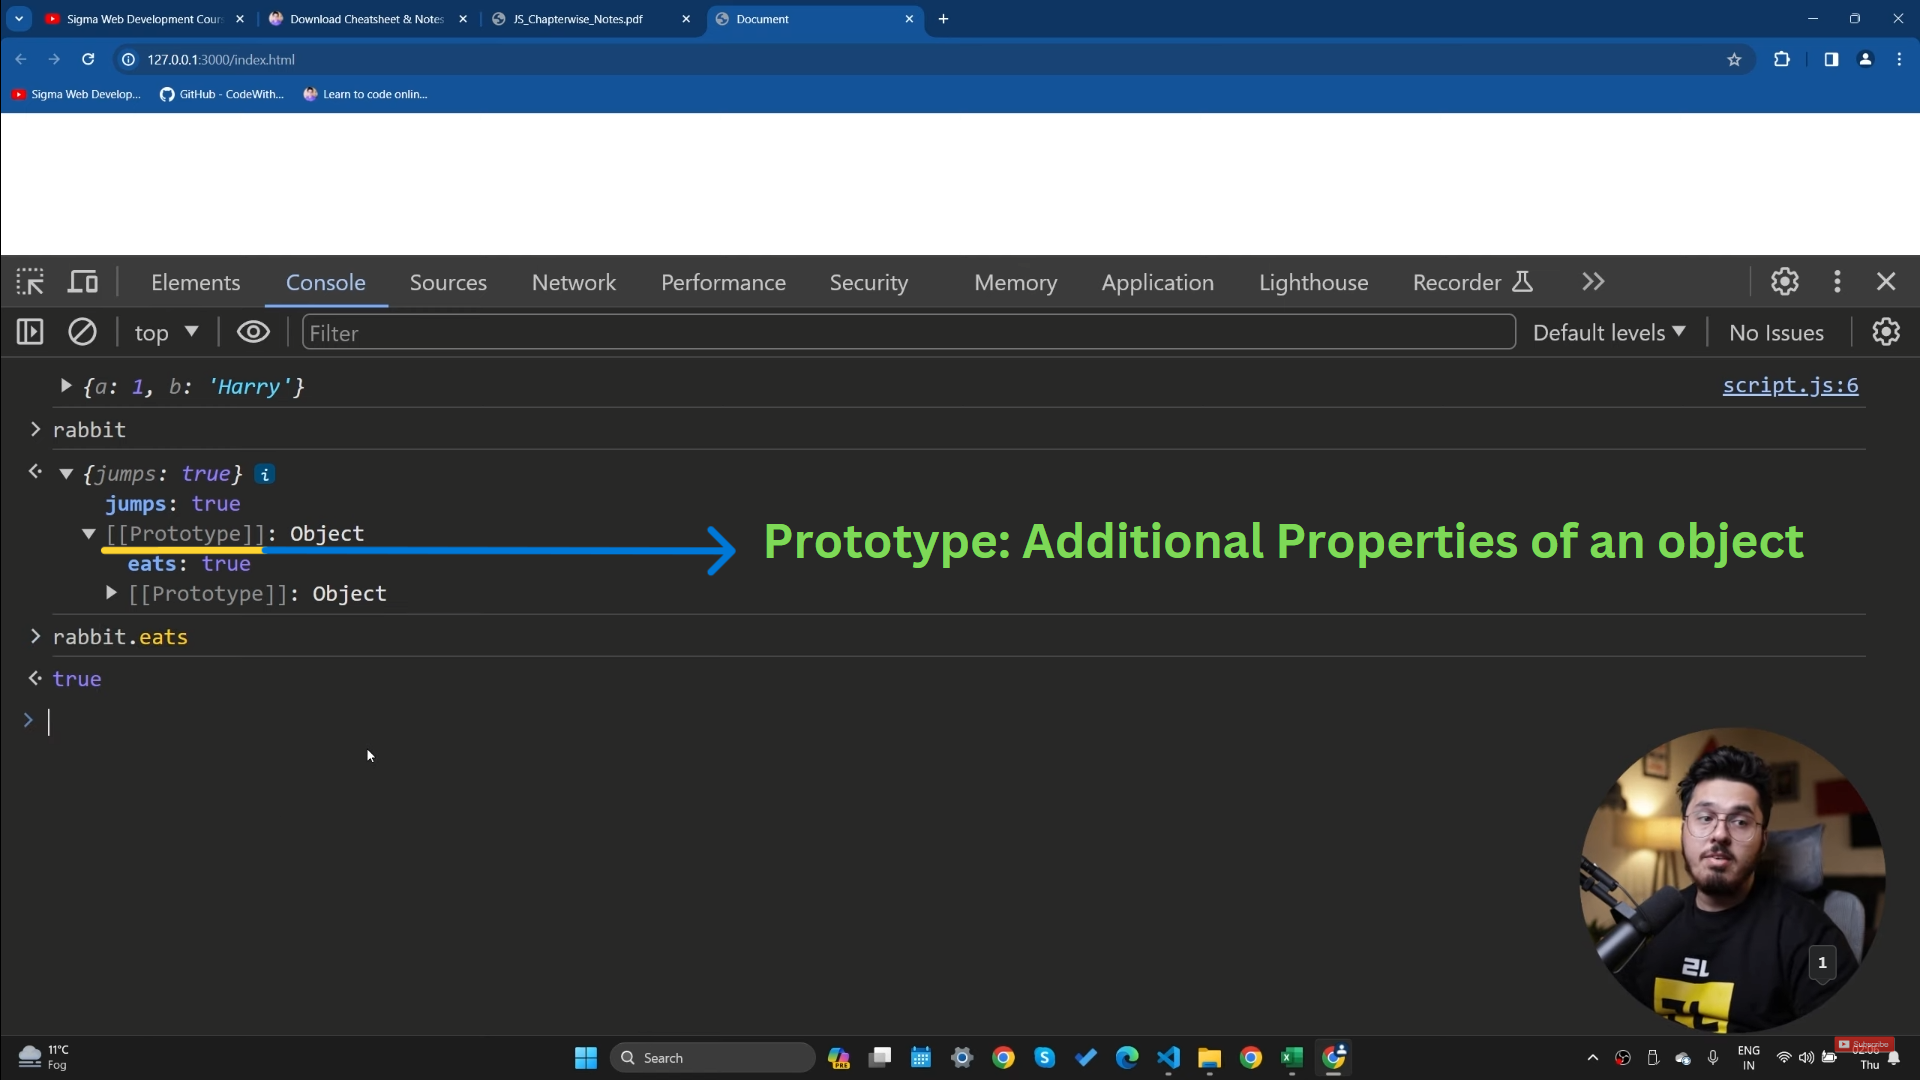 Sigma Web Development Cour
Download Cheatsheet & Notes
JS_Chapterwise_Notes.pdf
Document
127.0.0.1:3000/index.html
Sigma Web Develop...
GitHub - CodeWith...
Learn to code onlin...
Elements
Console
Sources
Network
Performance
Security
Memory
Application
Lighthouse
Recorder
top
Filter
Default levels
No Issues
{a: 1, b: 'Harry'}
script.js:6
rabbit
{jumps: true} i
jumps: true
[[Prototype]]: Object
Prototype: Additional Properties of an object
eats: true
[[Prototype]]: Object
rabbit.eats
true
1
11°C
Fog
Search
PRE
ENG
IN
Subscribe
Thu